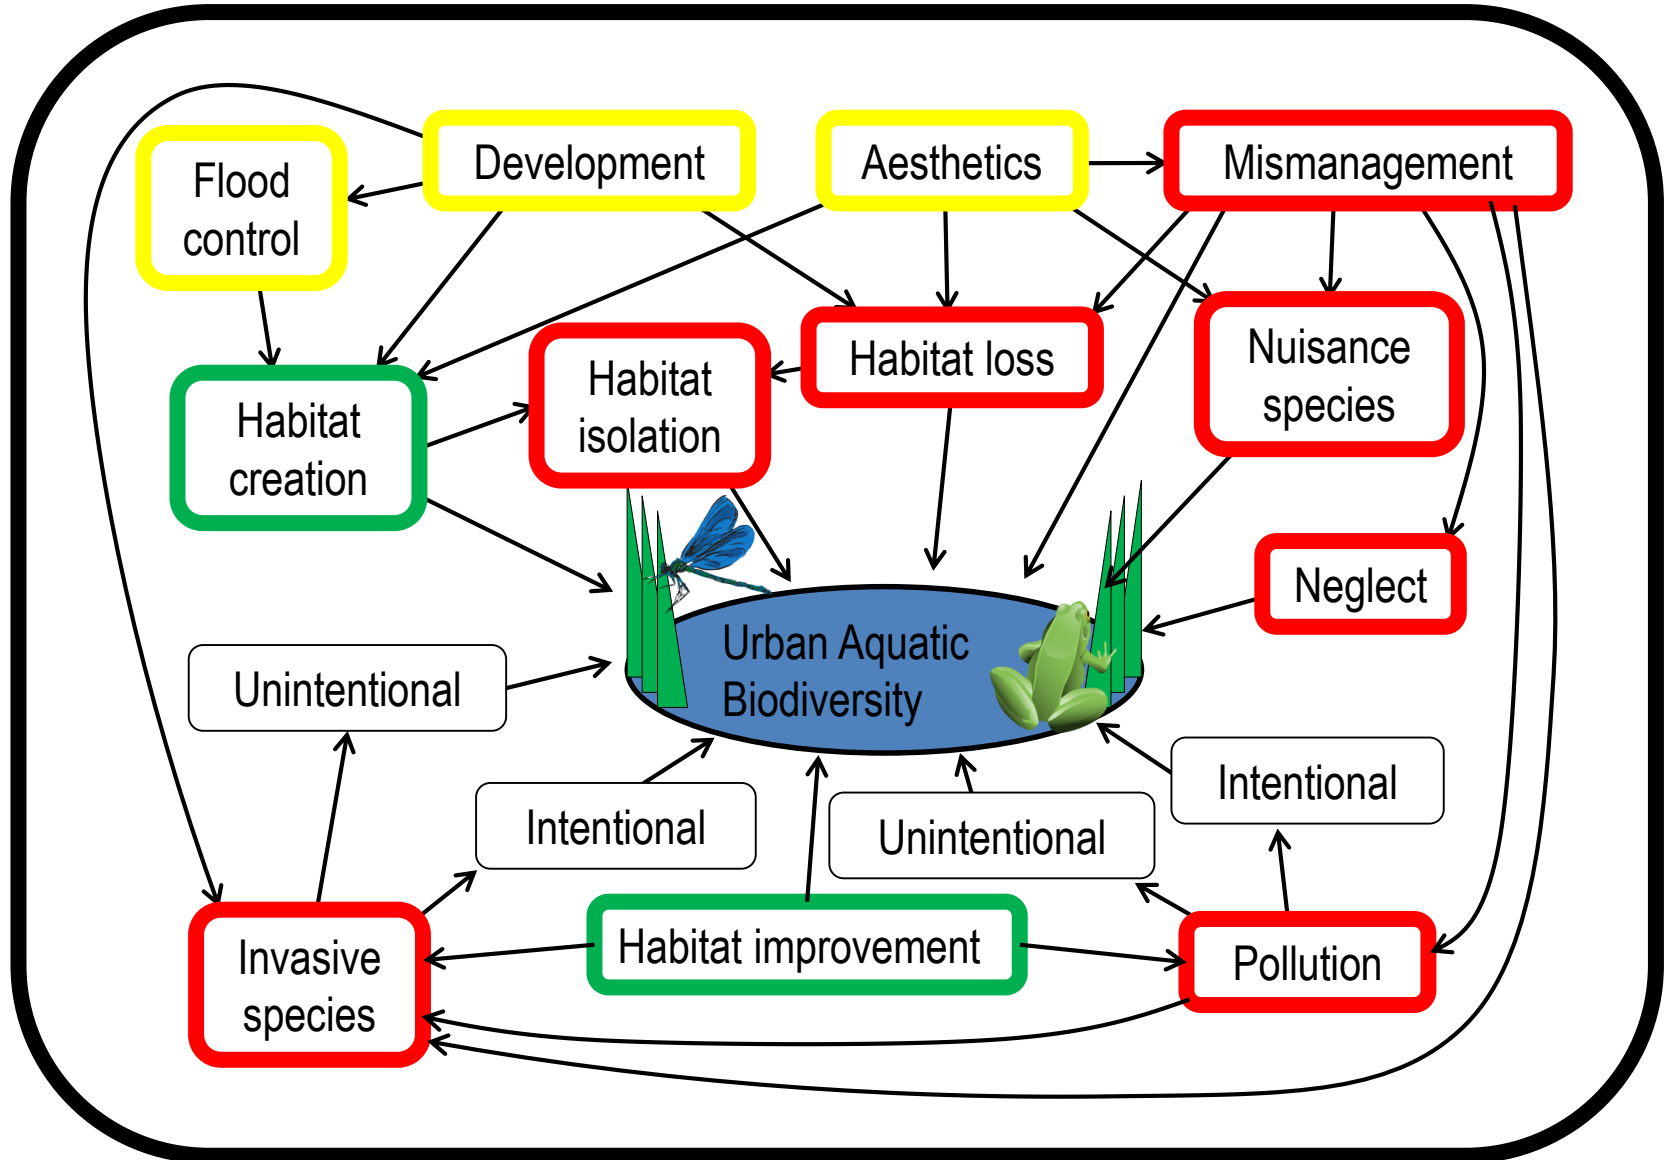 Development
Aesthetics
Mismanagement
Flood
control
Habitat loss
Nuisance
species
Habitat
isolation
Habitat
creation
Neglect
Urban Aquatic
Biodiversity
Unintentional
Intentional
Intentional
Unintentional
Habitat improvement
Invasive
species
Pollution